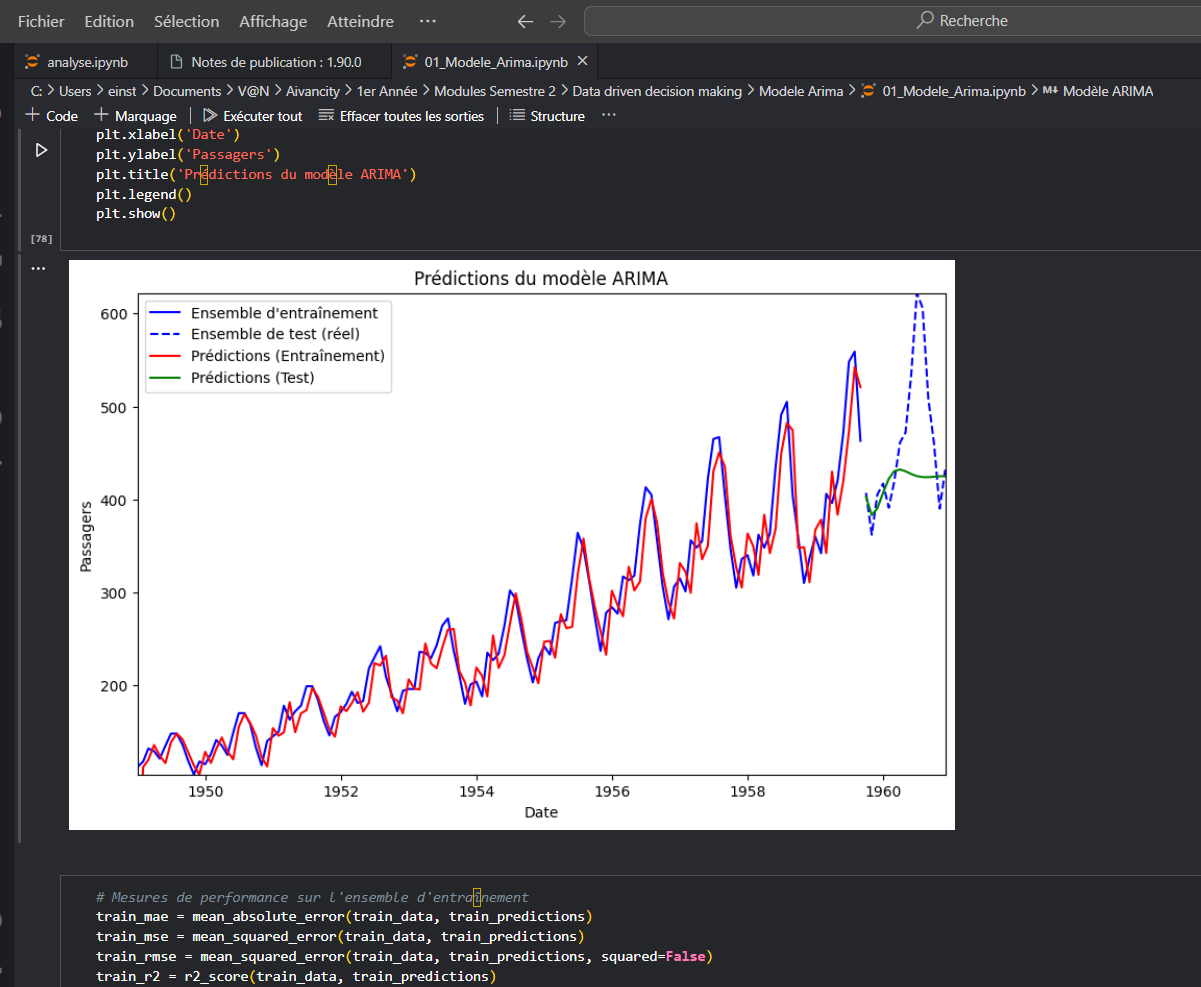 Fichier Edition Sélection Affichage Atteindre ··· Recherche
analyse.ipynb Notes de publication : 1.90.0 01_Modele_Arima.ipynb
C: > Users > einst > Documents > V@N > Aivancity > 1er Année > Modules Semestre 2 > Data driven decision making > Modele Arima > 01_Modele_Arima.ipynb > M↓ Modèle ARIMA
+ Code + Marquage Exécuter tout Effacer toutes les sorties Structure ···
plt.xlabel('Date')
plt.ylabel('Passagers')
plt.title('Prédictions du modèle ARIMA')
plt.legend()
plt.show()
[78]
Prédictions du modèle ARIMA
Ensemble d'entraînement
Ensemble de test (réel)
Prédictions (Entraînement)
Prédictions (Test)
600
500
400
300
200
Passagers
1950 1952 1954 1956 1958 1960
Date
# Mesures de performance sur l'ensemble d'entraînement
train_mae = mean_absolute_error(train_data, train_predictions)
train_mse = mean_squared_error(train_data, train_predictions)
train_rmse = mean_squared_error(train_data, train_predictions, squared=False)
train_r2 = r2_score(train_data, train_predictions)